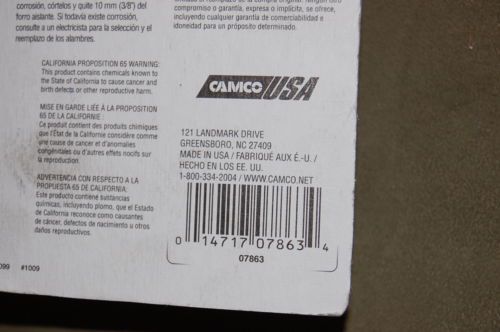 corrosión, córtelos y quite 10 mm (3/8") del
forro aislante. Si todavía existe corrosión,
consulte a un electricista para la selección y el
reemplazo de los alambres.
compromiso o garantía, expresa o implícita, se ofrece,
incluyendo cualquier garantía de comerciabilidad e
idoneidad para un propósito determinado.
CALIFORNIA PROPOSITION 65 WARNING:
This product contains chemicals known to
the State of California to cause cancer and
birth defects or other reproductive harm.
MISE EN GARDE LIÉE À LA PROPOSITION
65 DE LA CALIFORNIE :
Ce produit contient des produits chimiques
que l'État de la Californie considère comme
une cause de cancer et d'anomalies
congénitales ou d'autres effets nocifs sur
la reproduction.
ADVERTENCIA CON RESPECTO A LA
PROPUESTA 65 DE CALIFORNIA:
Este producto contiene sustancias
químicas, incluyendo plomo, que el Estado
de California reconoce como causantes
de cáncer, defectos de nacimiento u otros
daños reproductivos.
099 #1009
CAMCO USA
121 LANDMARK DRIVE
GREENSBORO, NC 27409
MADE IN USA / FABRIQUÉ AUX É.-U. /
HECHO EN LOS EE. UU.
1-800-334-2004 / WWW.CAMCO.NET
0 14717 07863 4
07863